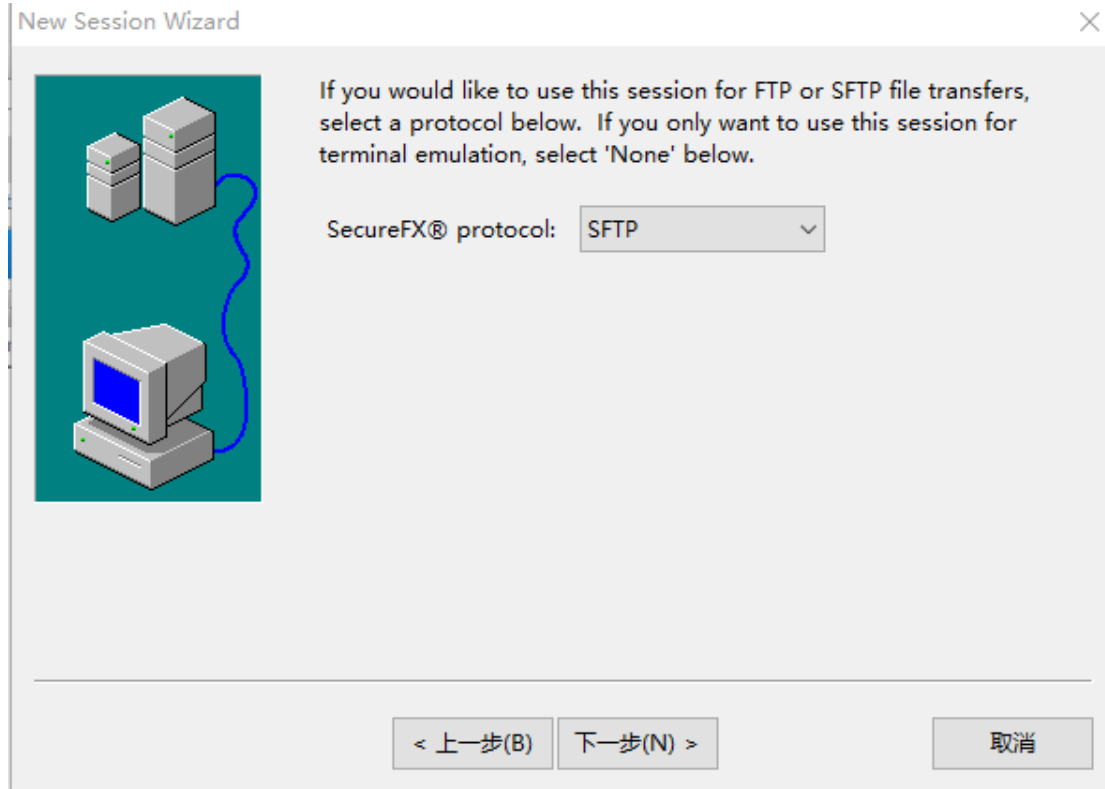 New Session Wizard
If you would like to use this session for FTP or SFTP file transfers,
select a protocol below.  If you only want to use this session for
terminal emulation, select 'None' below.
SecureFX® protocol: SFTP
< 上一步(B) 下一步(N) > 取消